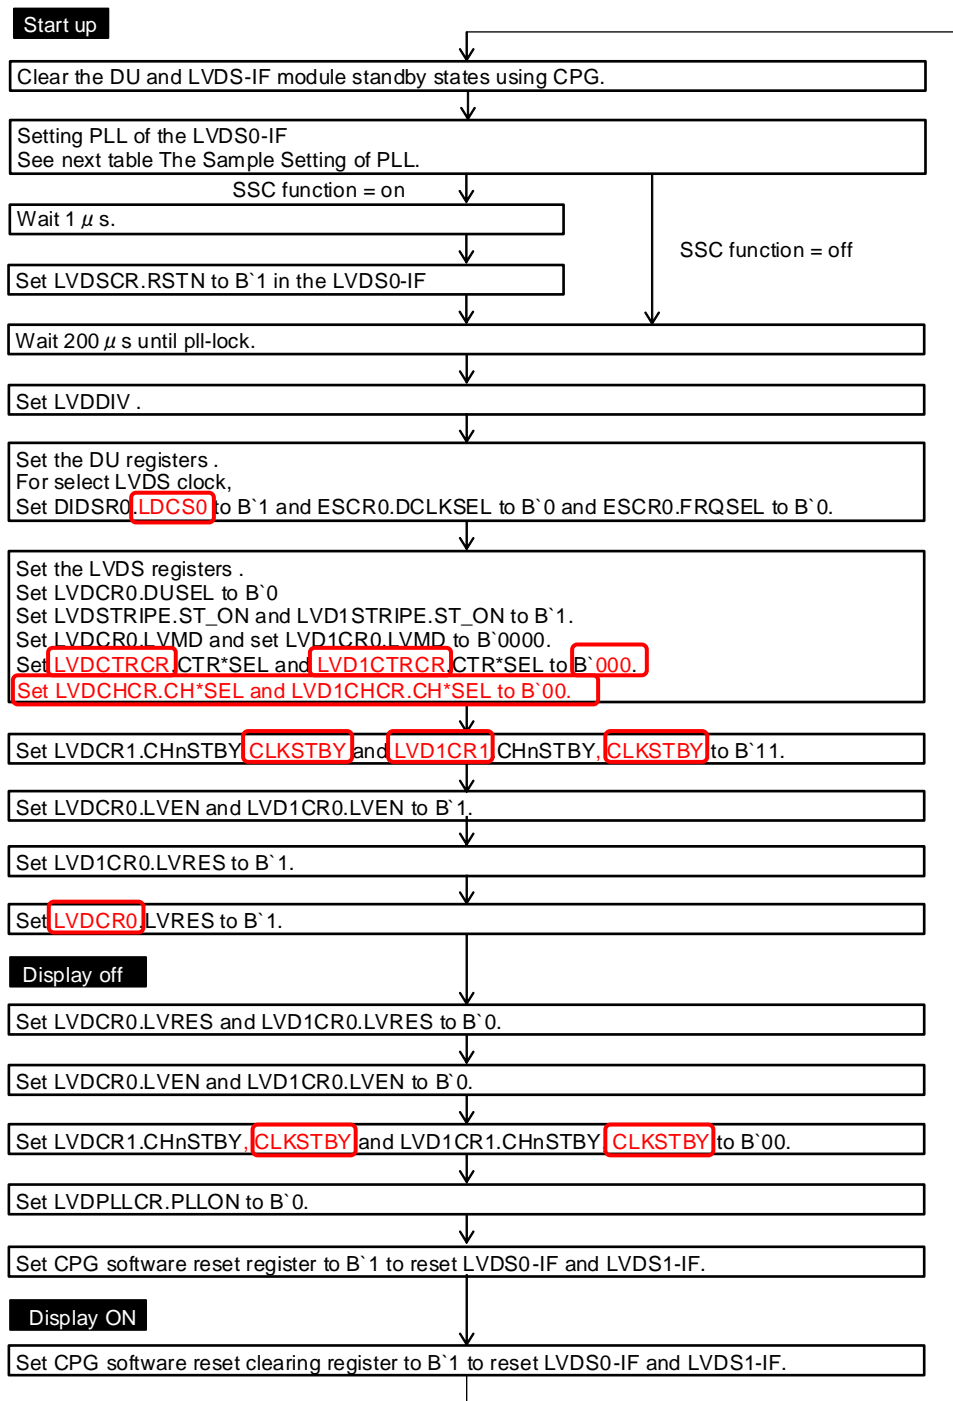 Start up
Clear the DU and LVDS-IF module standby states using CPG.
Setting PLL of the LVDS0-IF
See next table The Sample Setting of PLL.
SSC function = on
Wait 1 μ s.
SSC function = off
Set LVDSCR.RSTN to B`1 in the LVDS0-IF
Wait 200 μ s until pll-lock.
Set LVDDIV .
Set the DU registers .
For select LVDS clock,
Set DIDSR0.LDCS0 to B`1 and ESCR0.DCLKSEL to B`0 and ESCR0.FRQSEL to B`0.
Set the LVDS registers .
Set LVDCR0.DUSEL to B`0
Set LVDSTRIPE.ST_ON and LVD1STRIPE.ST_ON to B`1.
Set LVDCR0.LVMD and set LVD1CR0.LVMD to B`0000.
Set LVDCTRCR.CTR*SEL and LVD1CTRCR.CTR*SEL to B`000.
Set LVDCHCR.CH*SEL and LVD1CHCR.CH*SEL to B`00.
Set LVDCR1.CHnSTBY CLKSTBY and LVD1CR1 CHnSTBY, CLKSTBY to B`11.
Set LVDCR0.LVEN and LVD1CR0.LVEN to B`1.
Set LVD1CR0.LVRES to B`1.
Set LVDCR0.LVRES to B`1.
Display off
Set LVDCR0.LVRES and LVD1CR0.LVRES to B`0.
Set LVDCR0.LVEN and LVD1CR0.LVEN to B`0.
Set LVDCR1.CHnSTBY, CLKSTBY and LVD1CR1.CHnSTBY, CLKSTBY to B`00.
Set LVDPLLCR.PLLON to B`0.
Set CPG software reset register to B`1 to reset LVDS0-IF and LVDS1-IF.
Display ON
Set CPG software reset clearing register to B`1 to reset LVDS0-IF and LVDS1-IF.